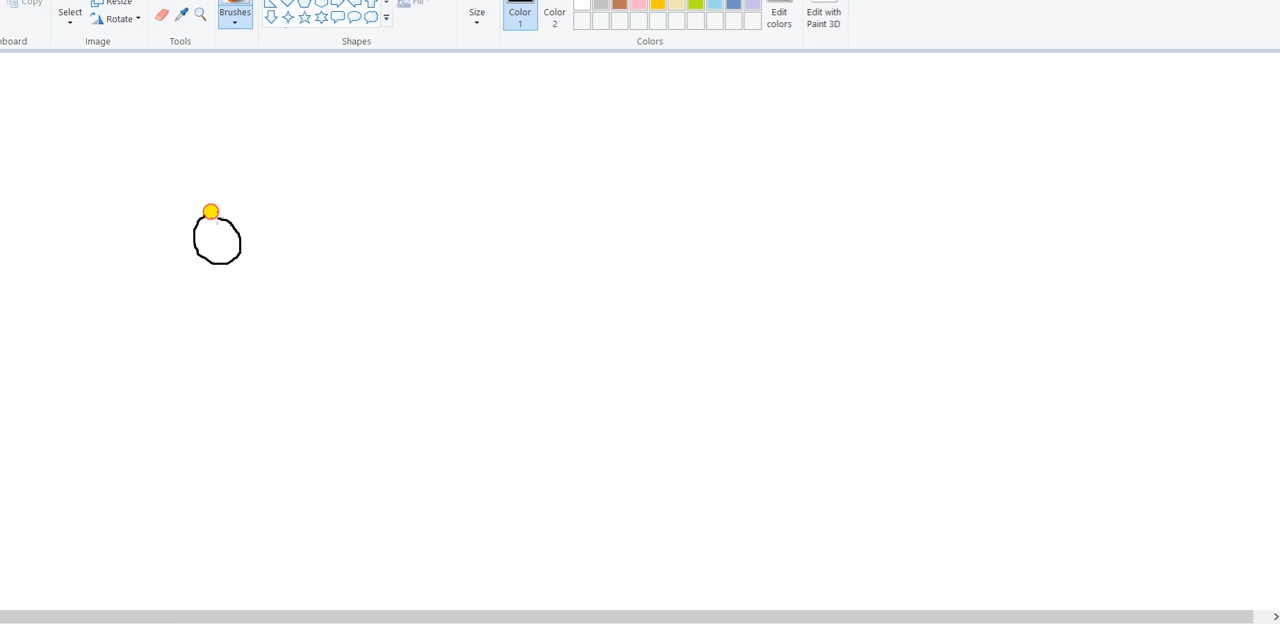 Copy
Resize
Select
Rotate
Brushes
Fill
Size
Color 1
Color 2
Edit colors
Edit with Paint 3D
Image
Tools
Shapes
Colors